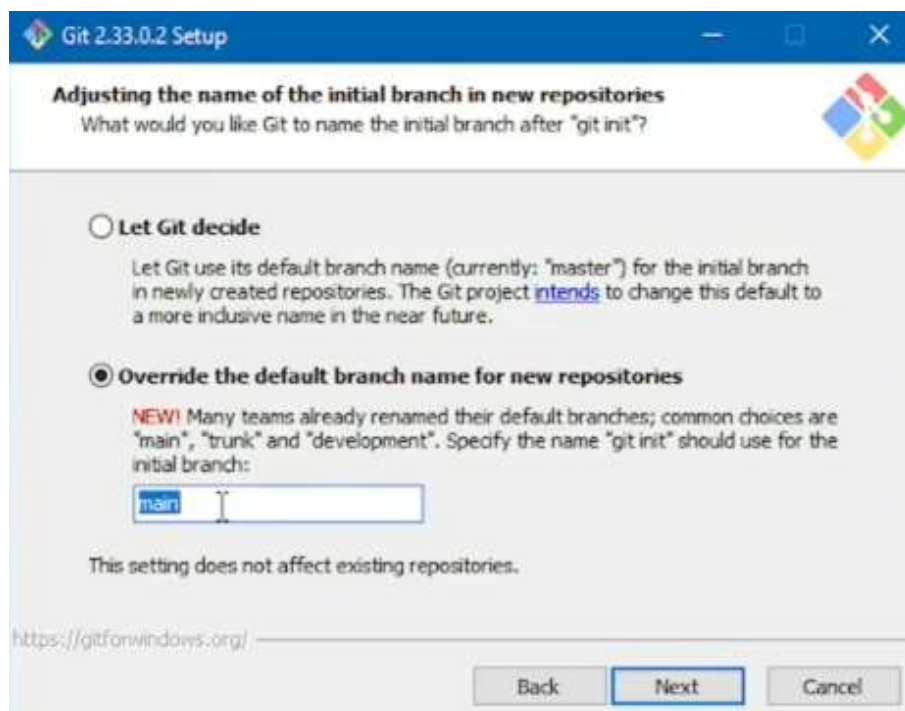 Git 2.33.0.2 Setup
Adjusting the name of the initial branch in new repositories
What would you like Git to name the initial branch after "git init"?
Let Git decide
Let Git use its default branch name (currently: "master") for the initial branch
in newly created repositories. The Git project intends to change this default to
a more inclusive name in the near future.
Override the default branch name for new repositories
NEW! Many teams already renamed their default branches; common choices are
"main", "trunk" and "development". Specify the name "git init" should use for the
initial branch:
main
This setting does not affect existing repositories.
https://gitforwindows.org/
Back Next Cancel